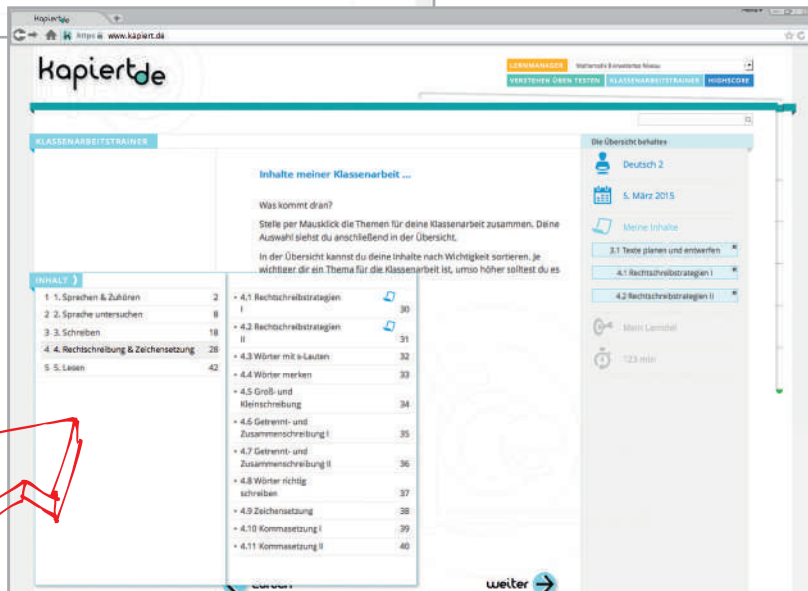 Kapiert.de
https www.kapiert.de
kapiert.de
LERNMANAGER
Mathematik 8 erweitertes Niveau
VERSTEHEN ÜBEN TESTEN
KLASSENARBEITSTRAINER
HIGHSCORE
KLASSENARBEITSTRAINER
Inhalte meiner Klassenarbeit ...
Was kommt dran?
Stelle per Mausklick die Themen für deine Klassenarbeit zusammen. Deine
Auswahl siehst du anschließend in der Übersicht.
In der Übersicht kannst du deine Inhalte nach Wichtigkeit sortieren. Je
wichtiger dir ein Thema für die Klassenarbeit ist, umso höher solltest du es
INHALT
1 1. Sprechen & Zuhören 2
2 2. Sprache untersuchen 8
3 3. Schreiben 18
4 4. Rechtschreibung & Zeichensetzung 28
5 5. Lesen 42
4.1 Rechtschreibstrategien
I 30
4.2 Rechtschreibstrategien
II 31
4.3 Wörter mit s-Lauten 32
4.4 Wörter merken 33
4.5 Groß- und
Kleinschreibung 34
4.6 Getrennt- und
Zusammenschreibung I 35
4.7 Getrennt- und
Zusammenschreibung II 36
4.8 Wörter richtig
schreiben 37
4.9 Zeichensetzung 38
4.10 Kommasetzung I 39
4.11 Kommasetzung II 40
zurück
weiter
Die Übersicht behalten
Deutsch 2
5. März 2015
Meine Inhalte
3.1 Texte planen und entwerfen
4.1 Rechtschreibstrategien I
4.2 Rechtschreibstrategien II
Mein Lernziel
123 min